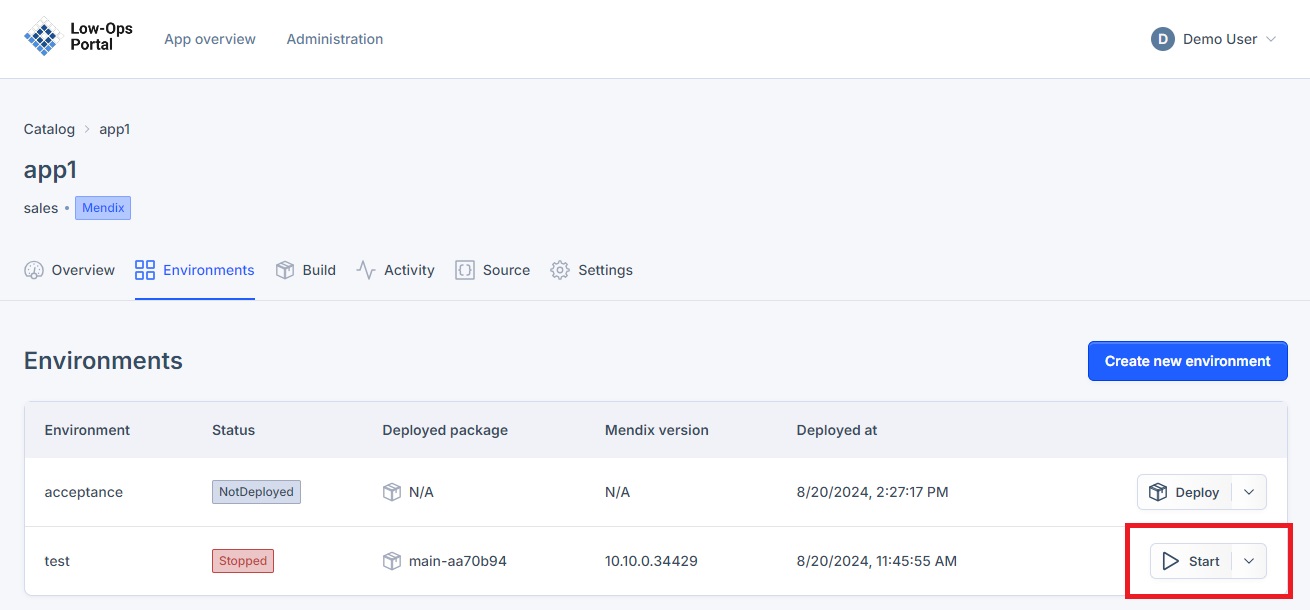 Low-Ops
Portal
App overview Administration
D Demo User
Catalog > app1
app1
sales • Mendix
Overview Environments Build Activity Source Settings
Environments
Create new environment
Environment Status Deployed package Mendix version Deployed at
acceptance NotDeployed N/A N/A 8/20/2024, 2:27:17 PM Deploy
test Stopped main-aa70b94 10.10.0.34429 8/20/2024, 11:45:55 AM Start